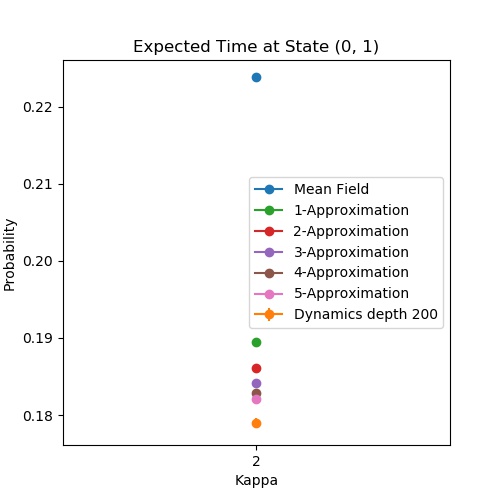 Expected Time at State (0, 1)
Probability
0.22
0.21
0.20
0.19
0.18
Mean Field
1-Approximation
2-Approximation
3-Approximation
4-Approximation
5-Approximation
Dynamics depth 200
2
Kappa